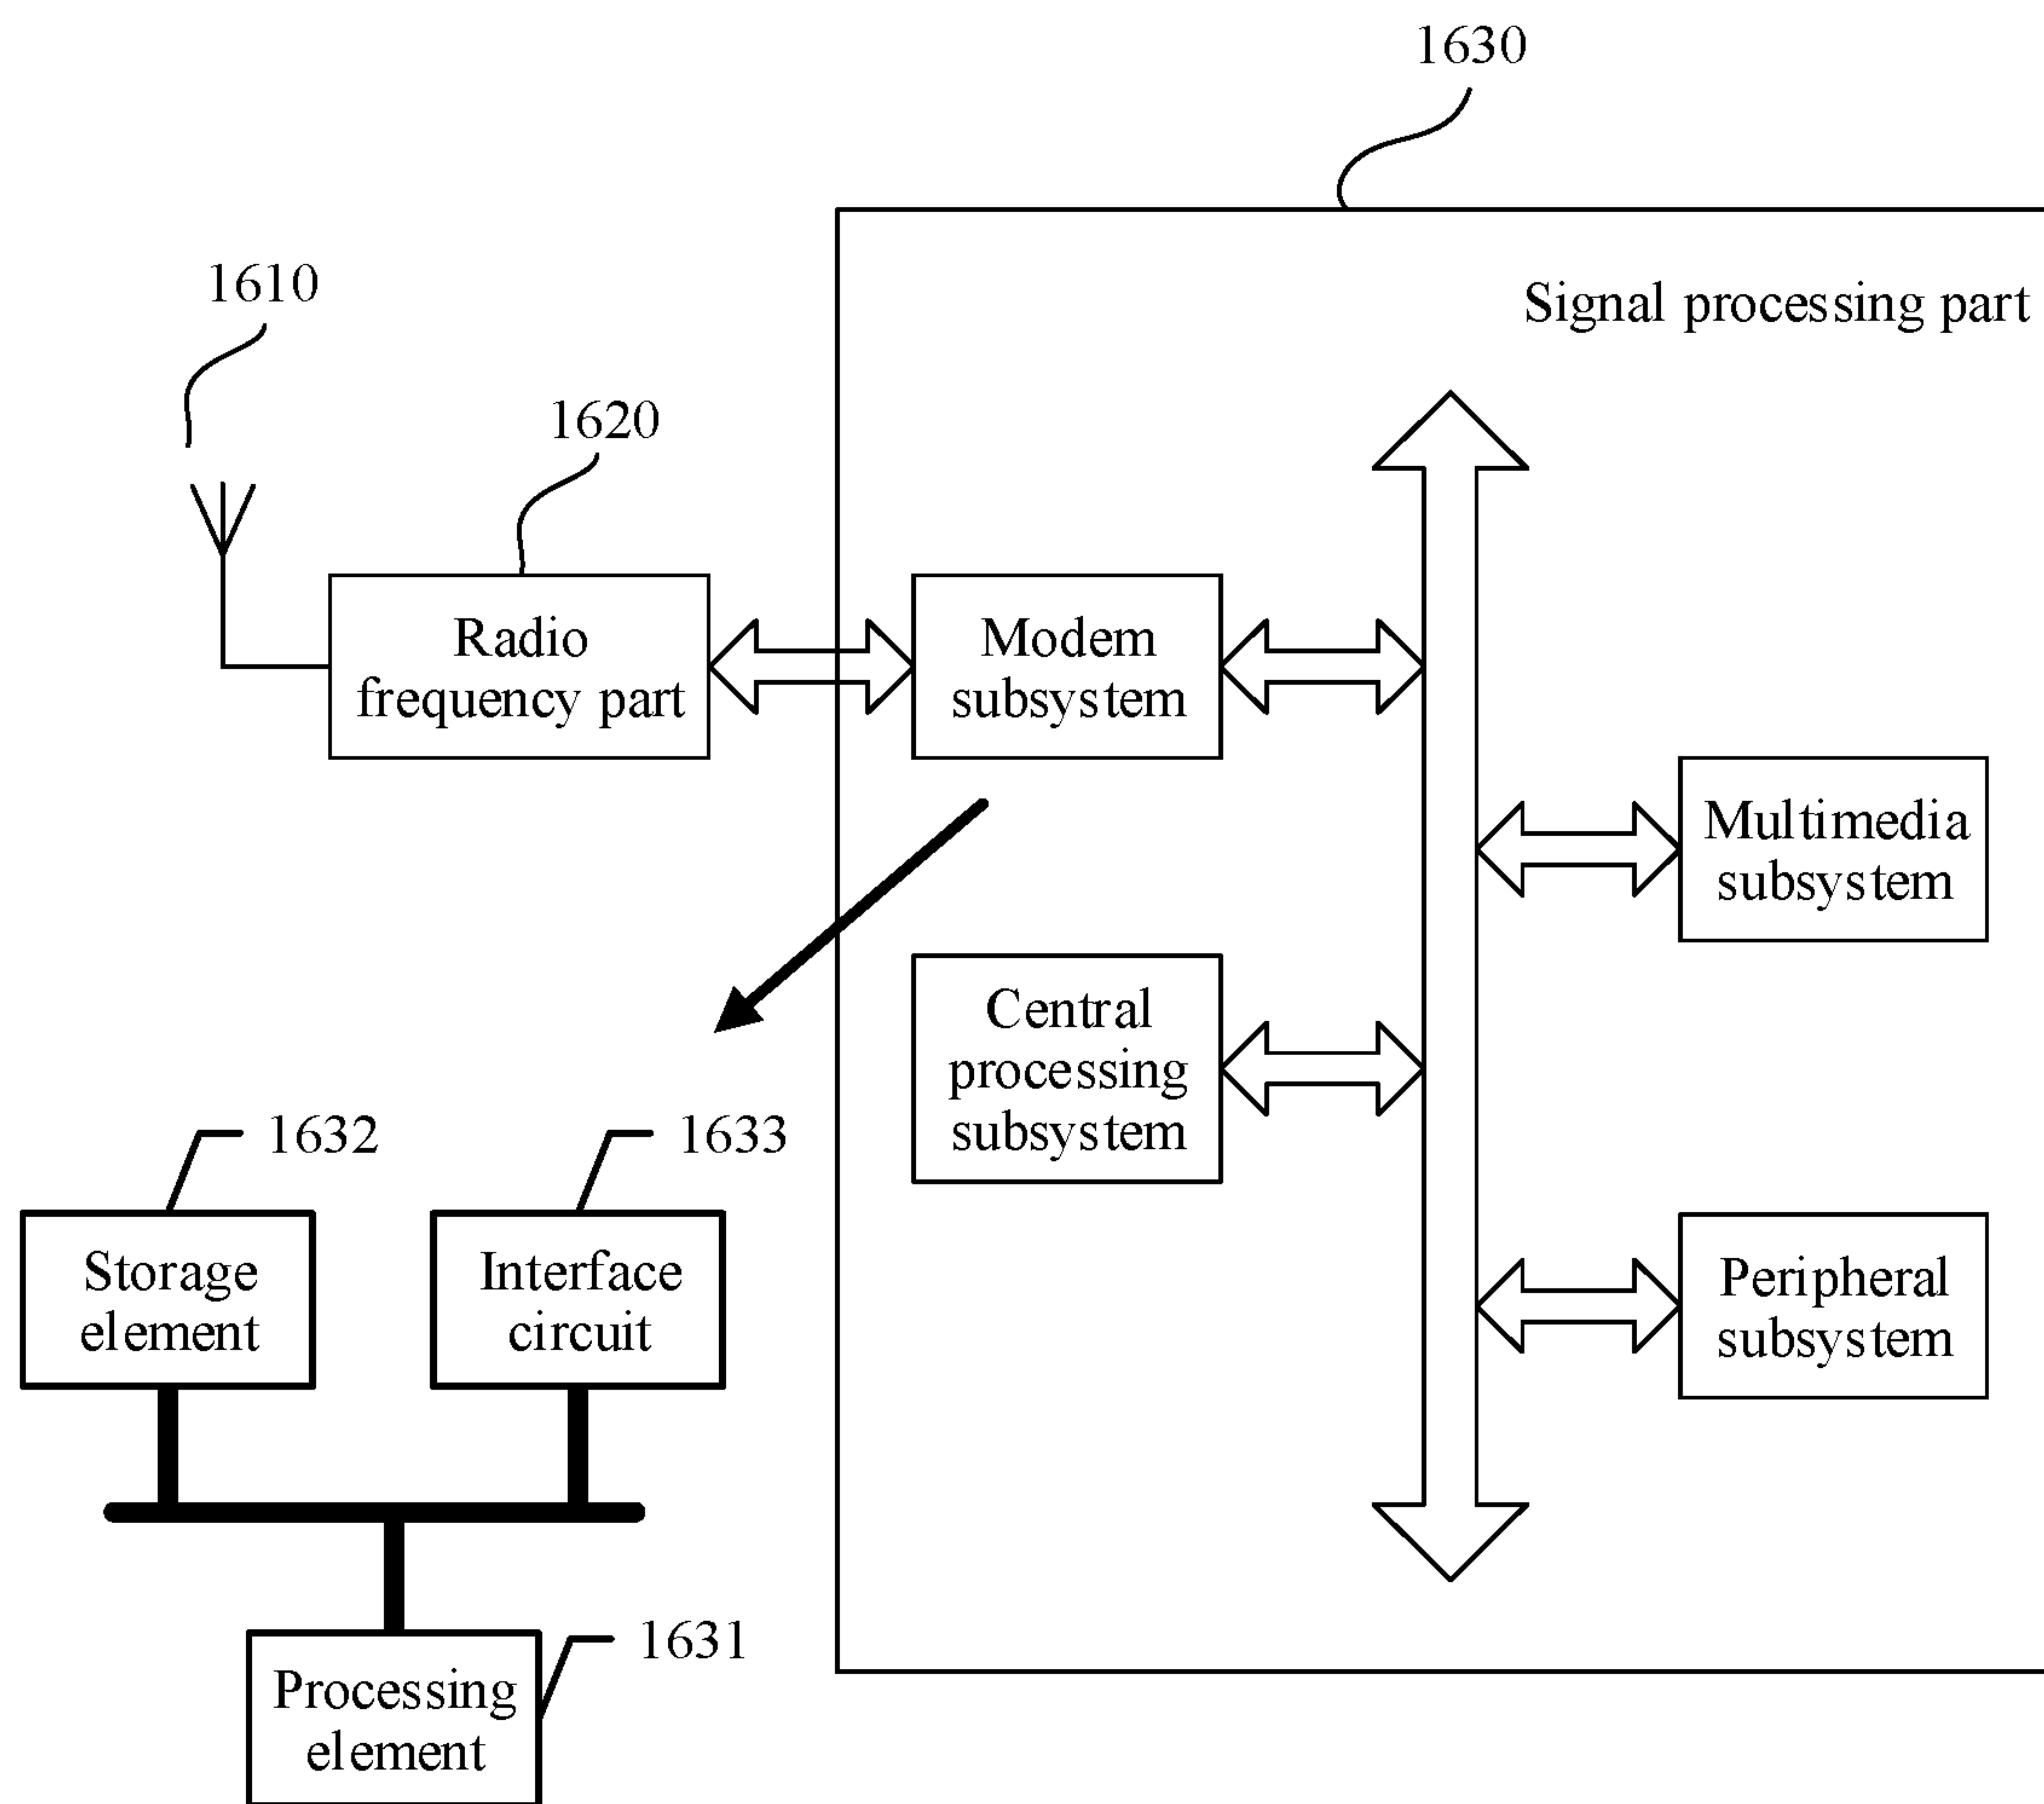 1630
1610
Signal processing part
1620
Radio
frequency part
Modem
subsystem
Multimedia
subsystem
Central
processing
subsystem
1632
1633
Storage
element
Interface
circuit
Peripheral
subsystem
1631
Processing
element